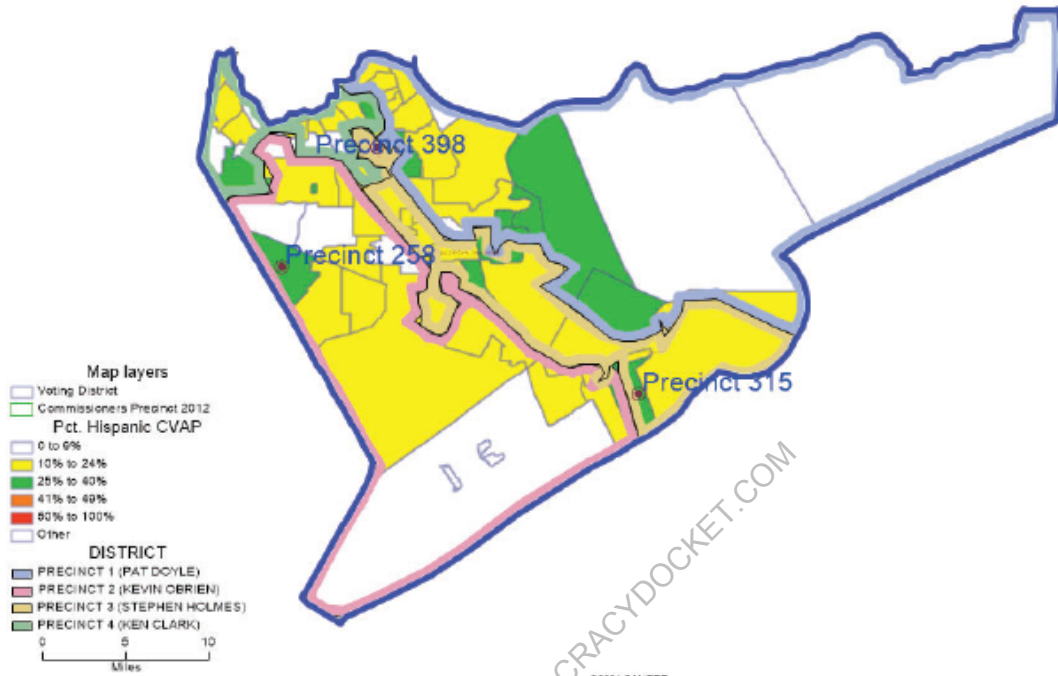 Precinct 398
Precinct 258
Precinct 315
Map layers
Voting District
Commissioners Precinct 2012
Pct. Hispanic CVAP
0 to 9%
10% to 24%
25% to 40%
41% to 49%
50% to 100%
Other
DISTRICT
PRECINCT 1 (PAT DOYLE)
PRECINCT 2 (KEVIN OBRIEN)
PRECINCT 3 (STEPHEN HOLMES)
PRECINCT 4 (KEN CLARK)
0 5 10
Miles
CRACYDOCKET.COM